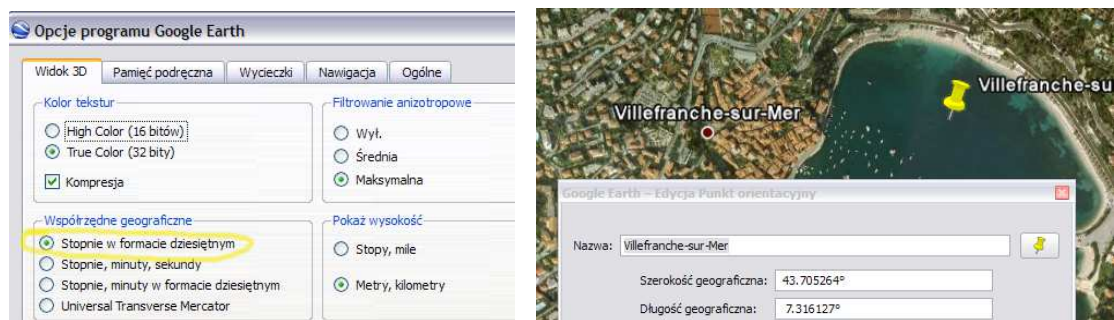 Opcje programu Google Earth
Widok 3D Pamięć podręczna Wycieczki Nawigacja Ogólne
Kolor tekstur
High Color (16 bitów)
True Color (32 bity)
Kompresja
Filtrowanie anizotropowe
Wył.
Średnia
Maksymalna
Współrzędne geograficzne
Stopnie w formacie dziesiętnym
Stopnie, minuty, sekundy
Stopnie, minuty w formacie dziesiętnym
Universal Transverse Mercator
Pokaż wysokość
Stopy, mile
Metry, kilometry
Villefranche-su
Villefranche-sur-Mer
Google Earth – Edycja Punkt orientacyjny
Nazwa: Villefranche-sur-Mer
Szerokość geograficzna: 43.705264°
Długość geograficzna: 7.316127°